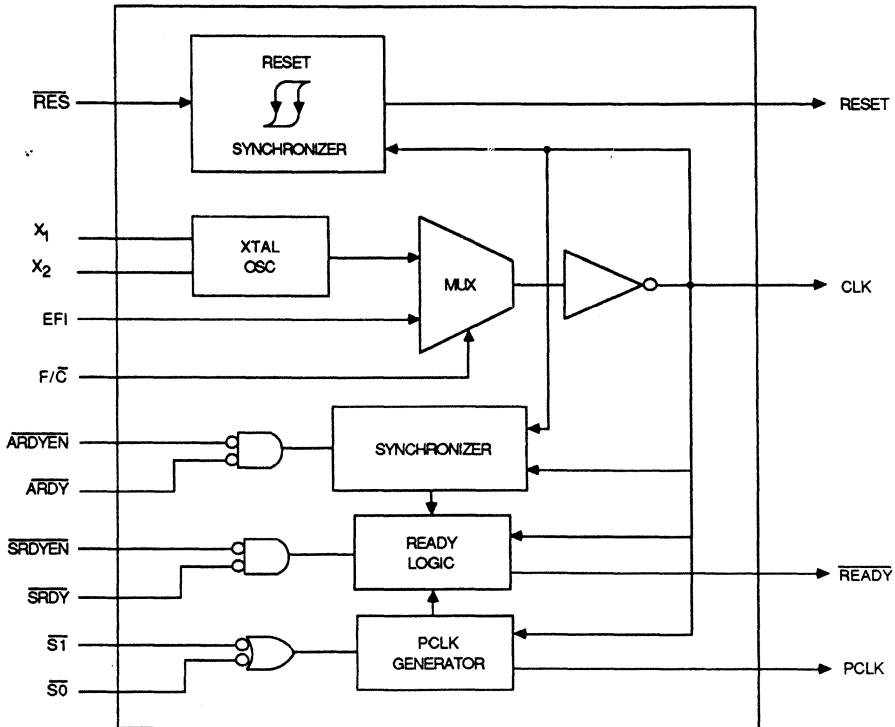 RES
RESET
SYNCHRONIZER
RESET
X1
X2
XTAL
OSC
MUX
CLK
EFI
F/C̅
ARDYEN
ARDY
SYNCHRONIZER
SRDYEN
SRDY
READY
LOGIC
READY
S1
S0
PCLK
GENERATOR
PCLK